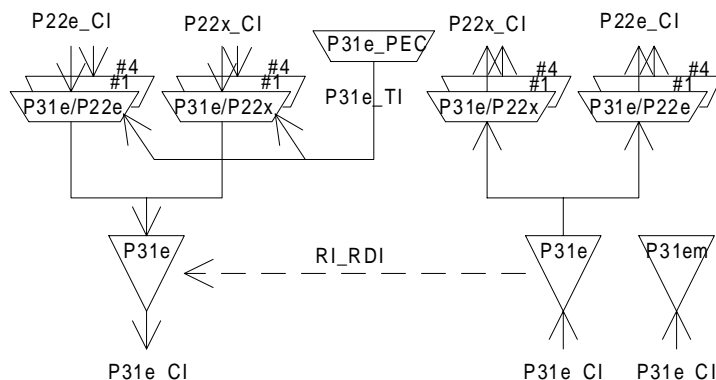 P22e_CI P22x_CI P22x_CI P22e_CI
P31e_PEC
#4 #4 #4 #4
#1 #1 #1 #1
P31e/P22e P31e/P22x P31e_TI P31e/P22x P31e/P22e
P31e RI_RDI P31e P31em
P31e_CI P31e_CI P31e_CI